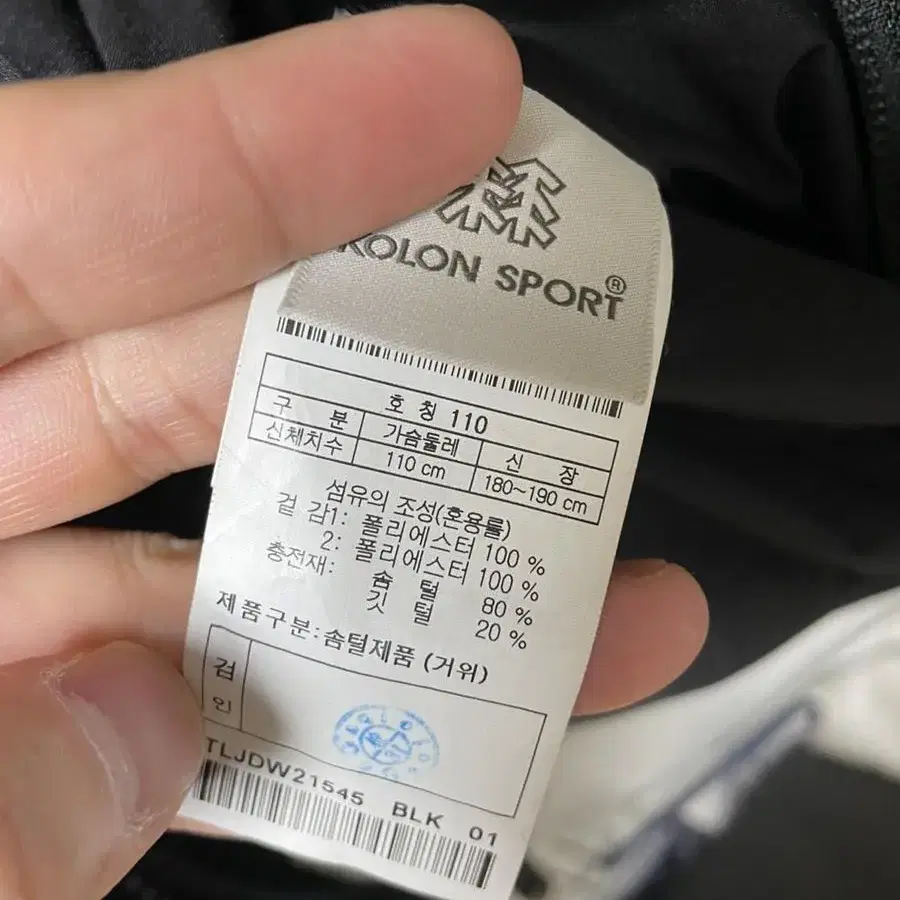 KOLON SPORT®
호 칭 110
구 분 가슴둘레 신 장
신체치수 110 cm 180~190 cm
섬유의 조성(혼용률)
겉 감1: 폴리에스터 100 %
2: 폴리에스터 100 %
충전재: 솜 털 80 %
깃 털 20 %
제품구분:솜털제품 (거위)
검
인
TLJDW21545 BLK 01